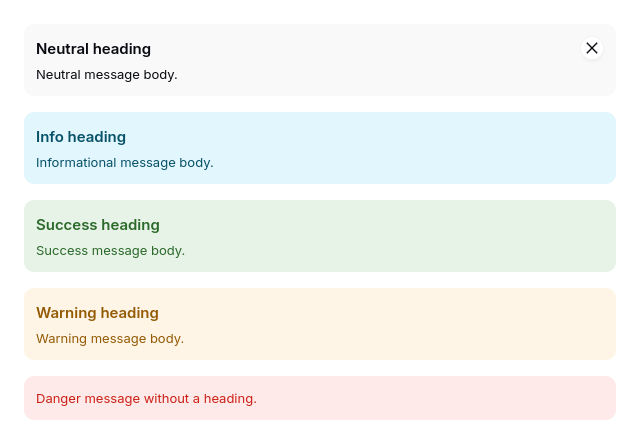 Neutral heading
Neutral message body.
Info heading
Informational message body.
Success heading
Success message body.
Warning heading
Warning message body.
Danger message without a heading.